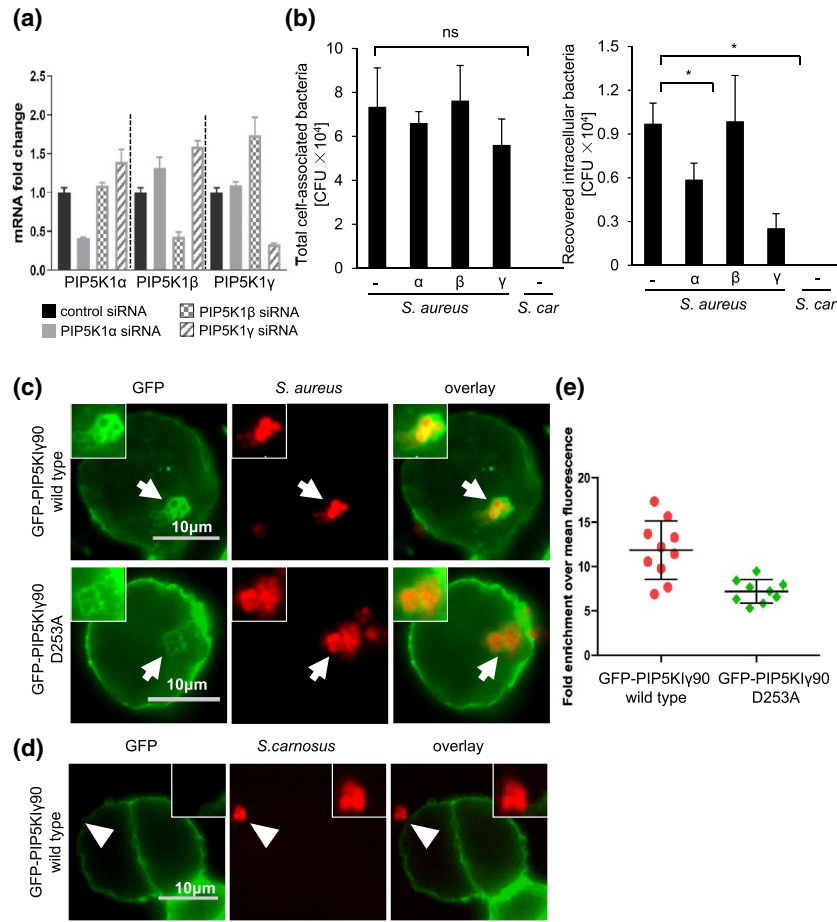 (a)
mRNA fold change
2.5
2.0
1.5
1.0
0.5
0.0
PIP5K1α PIP5K1β PIP5K1γ
control siRNA
PIP5K1α siRNA
PIP5K1β siRNA
PIP5K1γ siRNA
(b)
Total cell-associated bacteria
[CFU ×10⁴]
10
8
6
4
2
0
ns
- α β γ -
S. aureus S. car
Recovered intracellular bacteria
[CFU ×10⁴]
1.5
1.2
0.9
0.6
0.3
0
*
*
- α β γ -
S. aureus S. car
(c)
GFP S. aureus overlay
GFP-PIP5KIγ90
wild type
10μm
GFP-PIP5KIγ90
D253A
10μm
(d)
GFP S.carnosus overlay
GFP-PIP5KIγ90
wild type
10μm
(e)
Fold enrichment over mean fluorescence
20
15
10
5
0
GFP-PIP5KIγ90
wild type
GFP-PIP5KIγ90
D253A